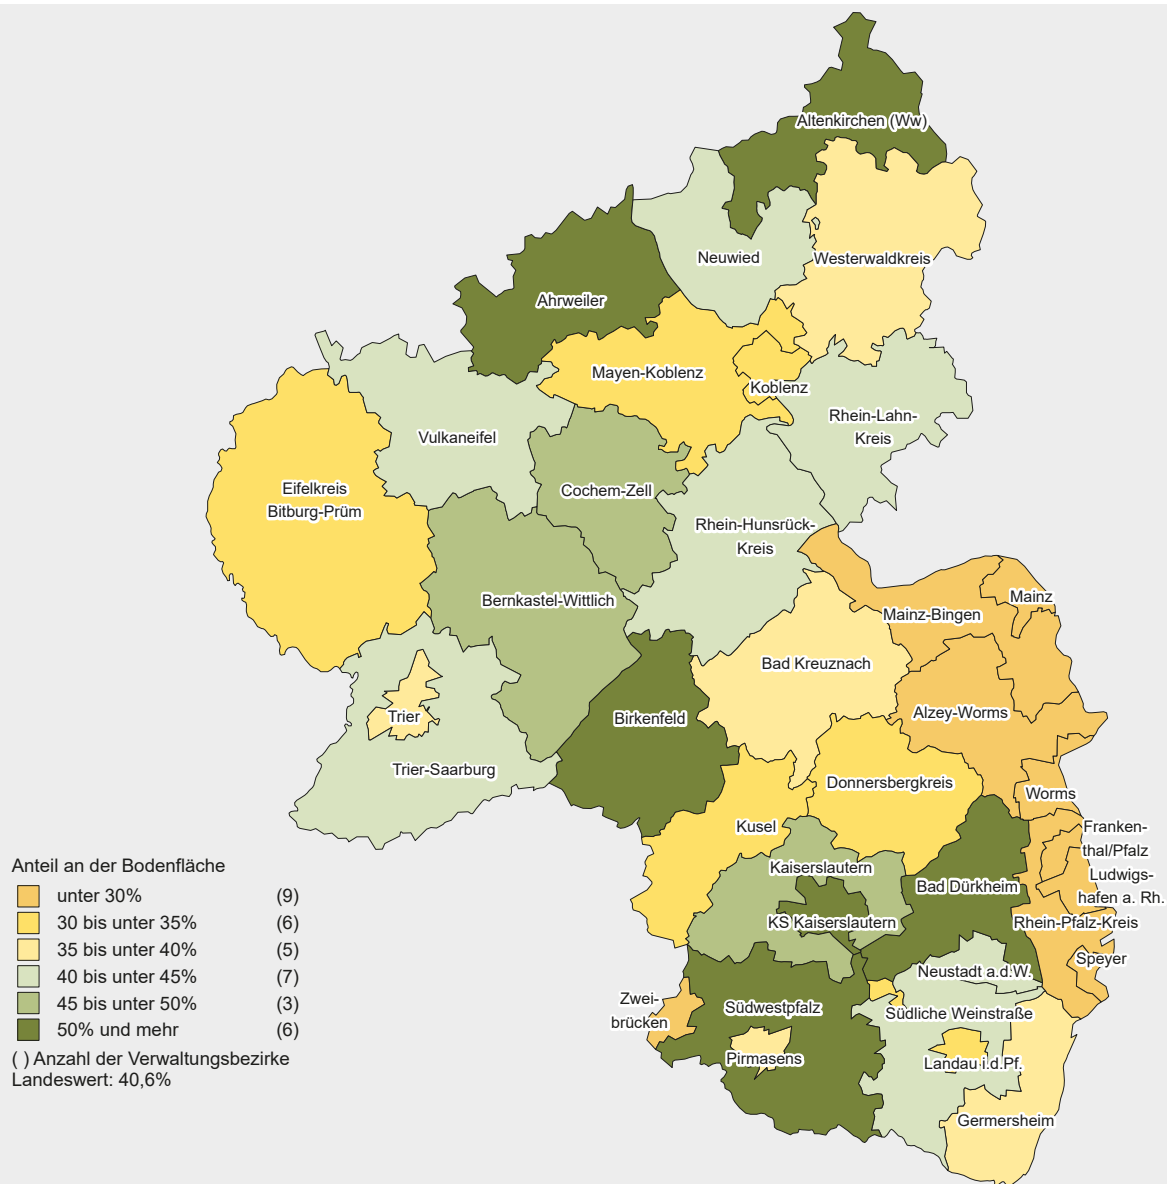 Altenkirchen (Ww)
Neuwied
Westerwaldkreis
Ahrweiler
Mayen-Koblenz
Koblenz
Rhein-Lahn-
Kreis
Vulkaneifel
Eifelkreis
Bitburg-Prüm
Cochem-Zell
Rhein-Hunsrück-
Kreis
Bernkastel-Wittlich
Mainz
Mainz-Bingen
Bad Kreuznach
Trier
Birkenfeld
Alzey-Worms
Trier-Saarburg
Donnersbergkreis
Worms
Kusel
Franken-
thal/Pfalz
Kaiserslautern
Ludwigs-
hafen a. Rh.
Bad Dürkheim
KS Kaiserslautern
Rhein-Pfalz-Kreis
Speyer
Neustadt a.d.W.
Zwei-
brücken
Südwestpfalz
Südliche Weinstraße
Pirmasens
Landau i.d.Pf.
Germersheim
Anteil an der Bodenfläche
unter 30% (9)
30 bis unter 35% (6)
35 bis unter 40% (5)
40 bis unter 45% (7)
45 bis unter 50% (3)
50% und mehr (6)
( ) Anzahl der Verwaltungsbezirke
Landeswert: 40,6%